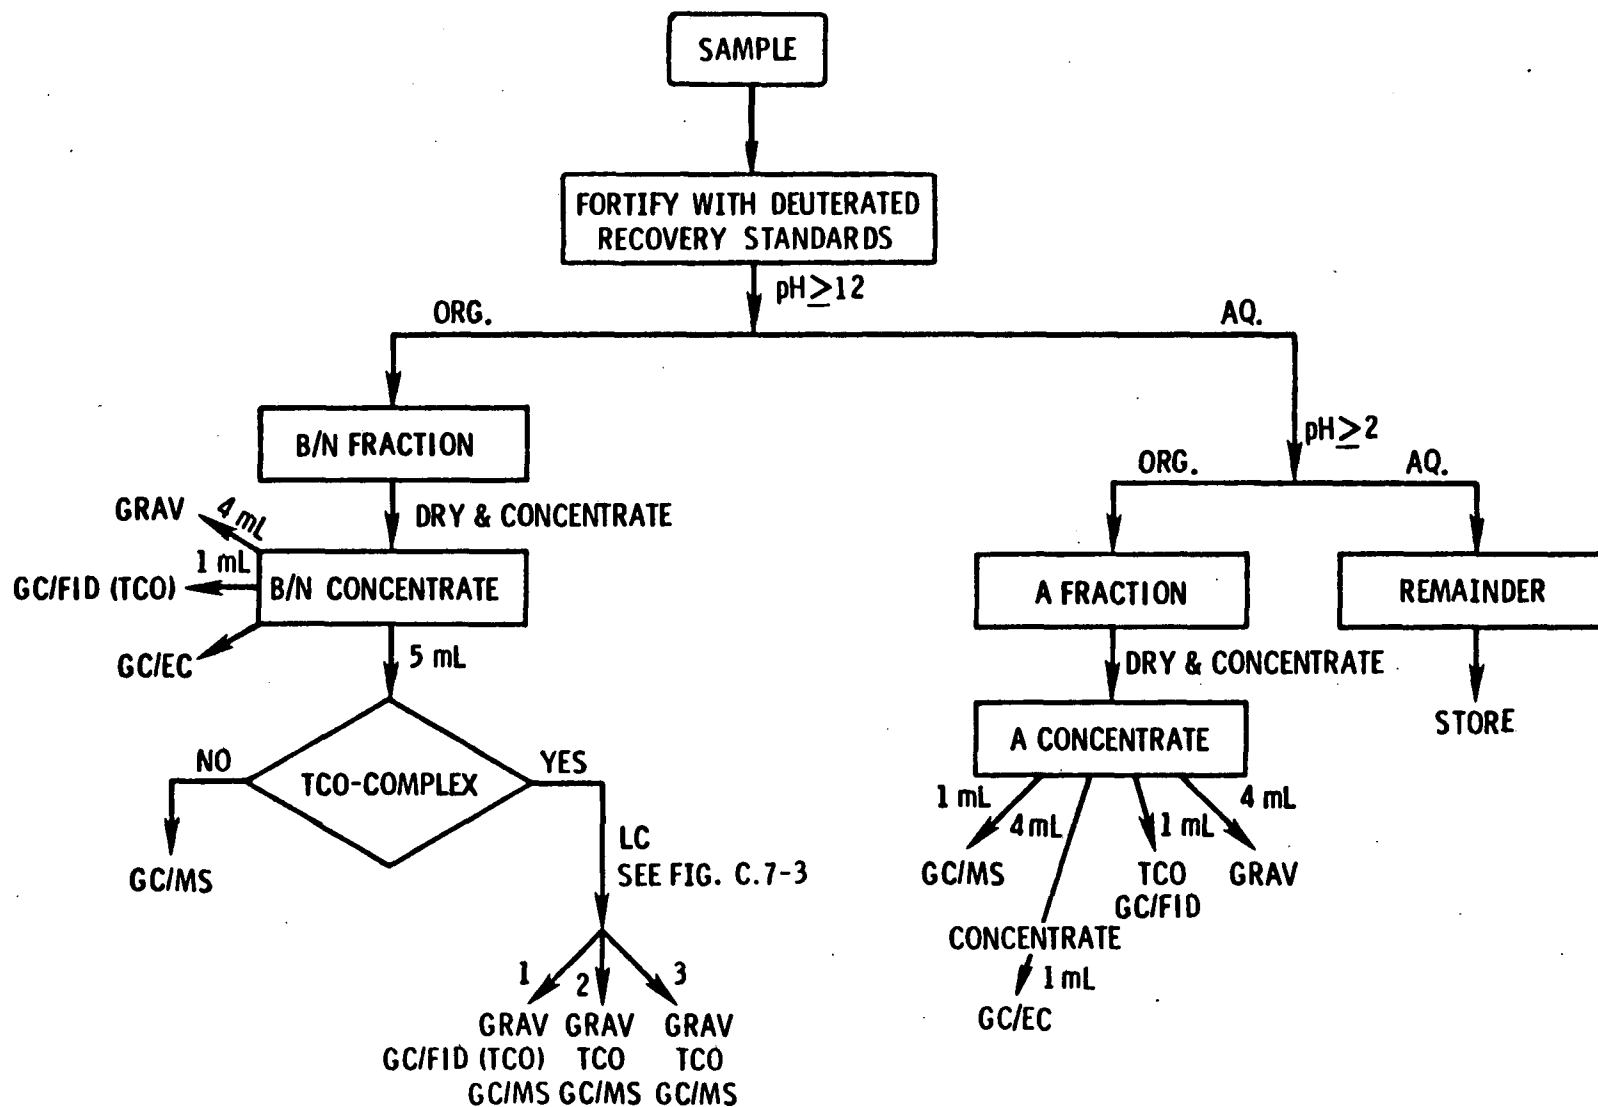 SAMPLE
FORTIFY WITH DEUTERATED
RECOVERY STANDARDS
pH≥12
ORG.
AQ.
B/N FRACTION
pH≥2
ORG.
AQ.
DRY & CONCENTRATE
GRAV
4 mL
1 mL
GC/FID (TCO)
B/N CONCENTRATE
GC/EC
5 mL
A FRACTION
REMAINDER
DRY & CONCENTRATE
STORE
A CONCENTRATE
NO
TCO-COMPLEX
YES
GC/MS
LC
SEE FIG. C.7-3
1 mL
4 mL
1 mL
4 mL
GC/MS
TCO
GC/FID
GRAV
CONCENTRATE
1 mL
GC/EC
1
2
3
GRAV
GC/FID (TCO)
GC/MS
GRAV
TCO
GC/MS
GRAV
TCO
GC/MS